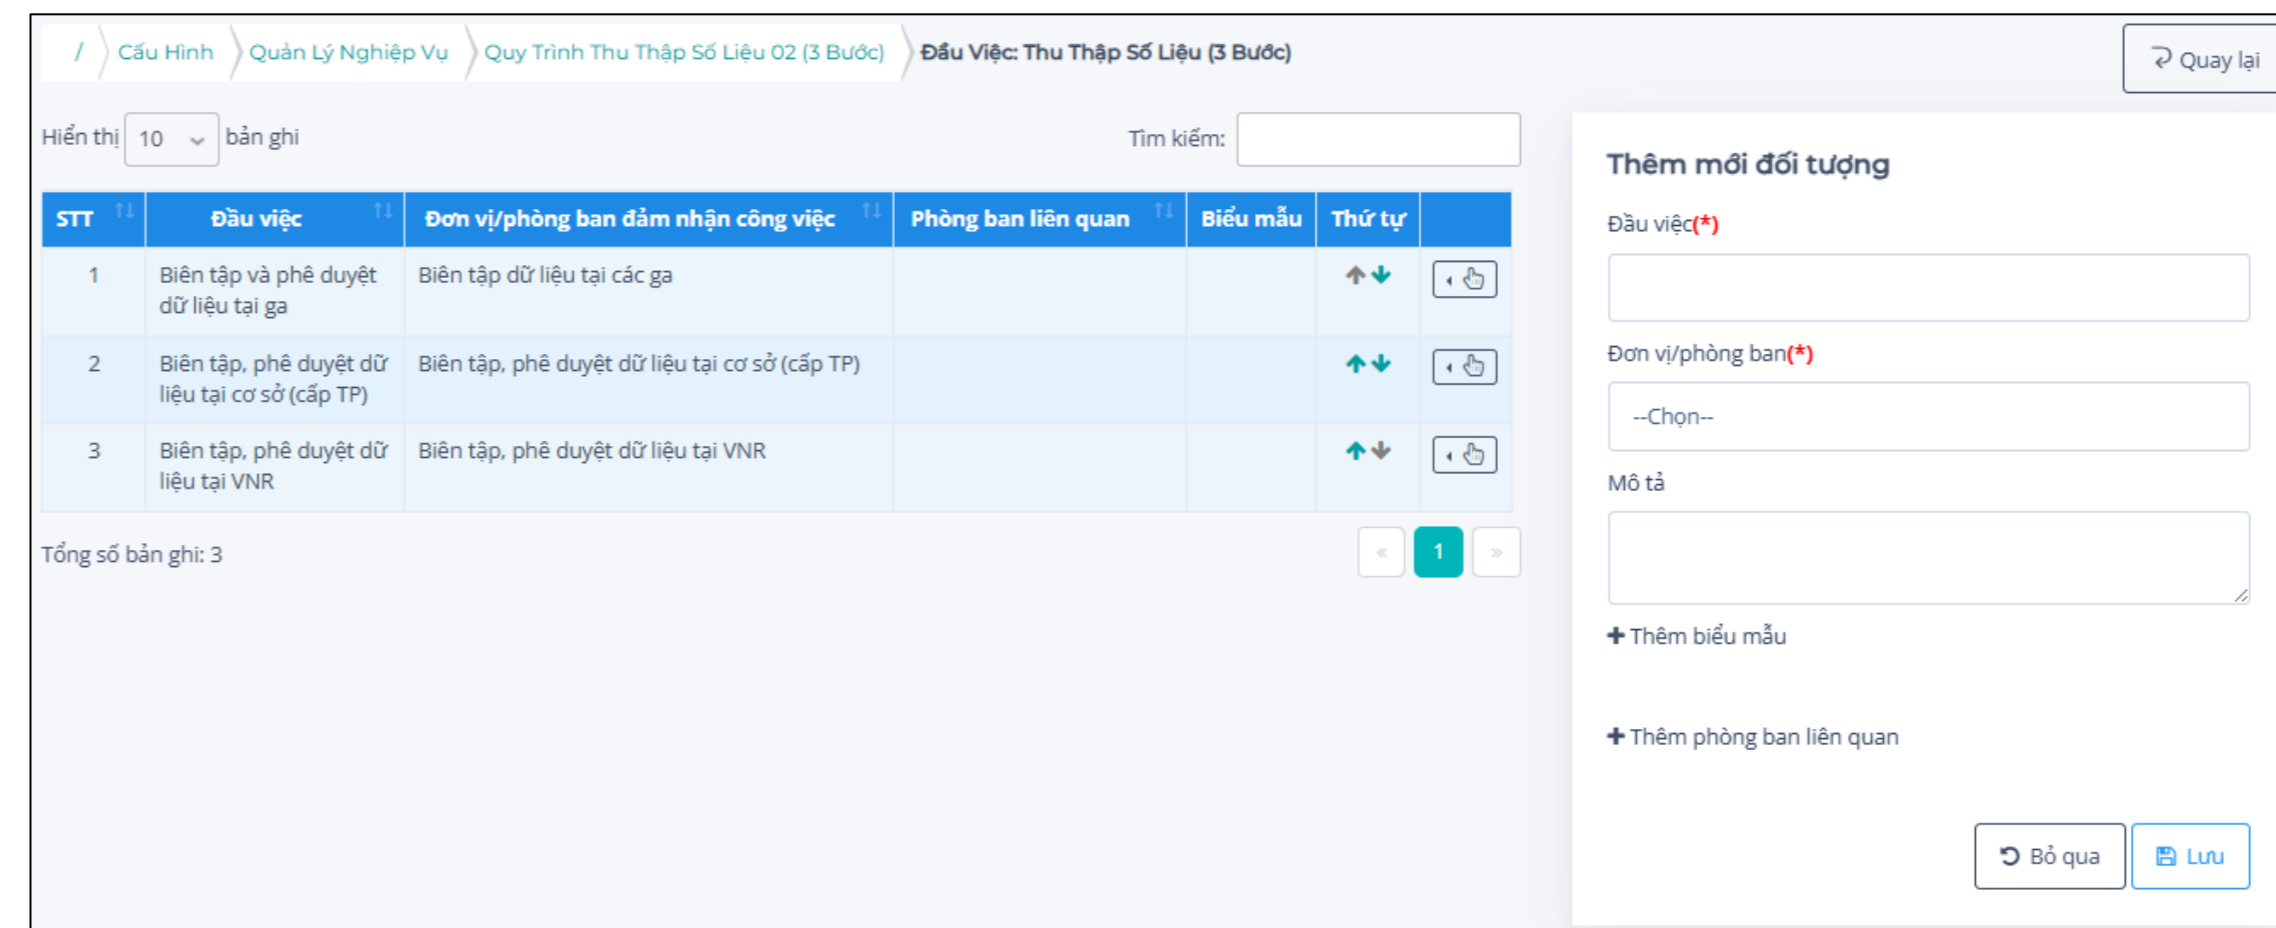 / Cấu Hình Quản Lý Nghiệp Vụ Quy Trình Thu Thập Số Liệu 02 (3 Bước) Đầu Việc: Thu Thập Số Liệu (3 Bước)
Quay lại
Hiển thị 10 bản ghi
Tìm kiếm:
STT Đầu việc Đơn vị/phòng ban đảm nhận công việc Phòng ban liên quan Biểu mẫu Thứ tự
1 Biên tập và phê duyệt Biên tập dữ liệu tại các ga
dữ liệu tại ga
2 Biên tập, phê duyệt dữ Biên tập, phê duyệt dữ liệu tại cơ sở (cấp TP)
liệu tại cơ sở (cấp TP)
3 Biên tập, phê duyệt dữ Biên tập, phê duyệt dữ liệu tại VNR
liệu tại VNR
Tổng số bản ghi: 3
« 1 »
Thêm mới đối tượng
Đầu việc(*)
Đơn vị/phòng ban(*)
--Chọn--
Mô tả
+ Thêm biểu mẫu
+ Thêm phòng ban liên quan
Bỏ qua Lưu